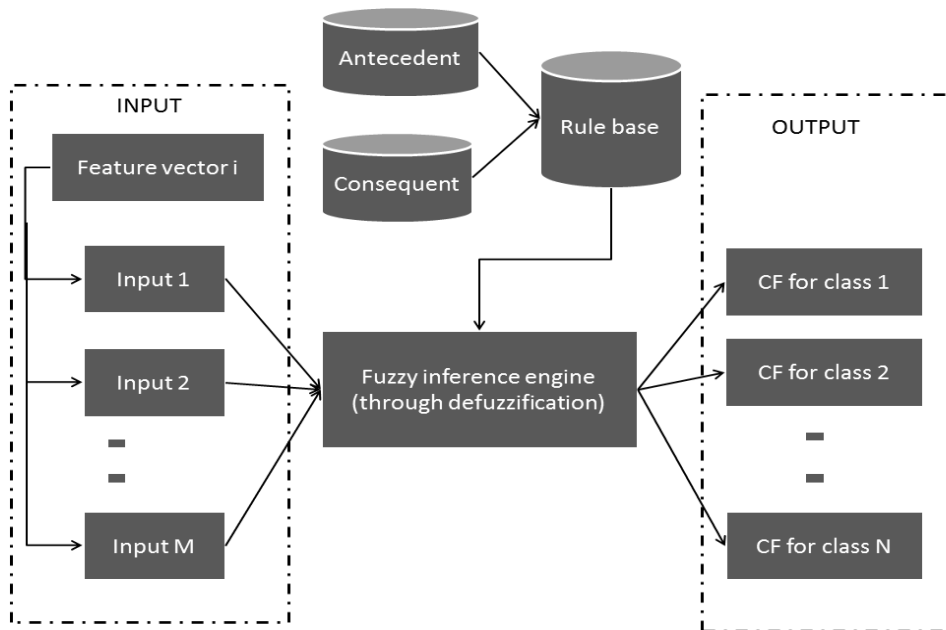 Antecedent
INPUT
Rule base
OUTPUT
Feature vector i
Consequent
Input 1
CF for class 1
Fuzzy inference engine
(through defuzzification)
Input 2
CF for class 2
Input M
CF for class N